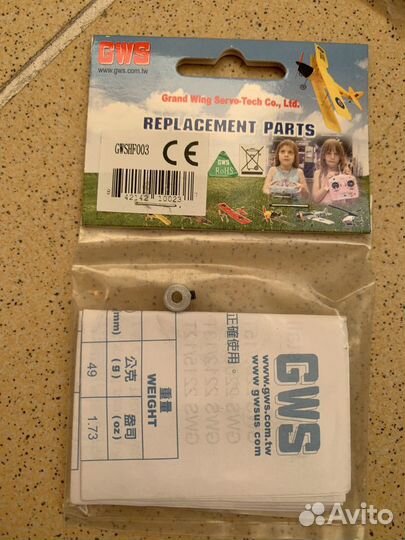 GWS
www.gws.com.tw
®
Grand Wing Servo-Tech Co., Ltd.
REPLACEMENT PARTS
GWSHF003
CE
GWS
RoHS
42142 10023
正確使用。
GWS
www.gws.com.tw
www.gwsus.com
重量
WEIGHT
公克
(g)
盎司
(oz)
49
1.73
Avito